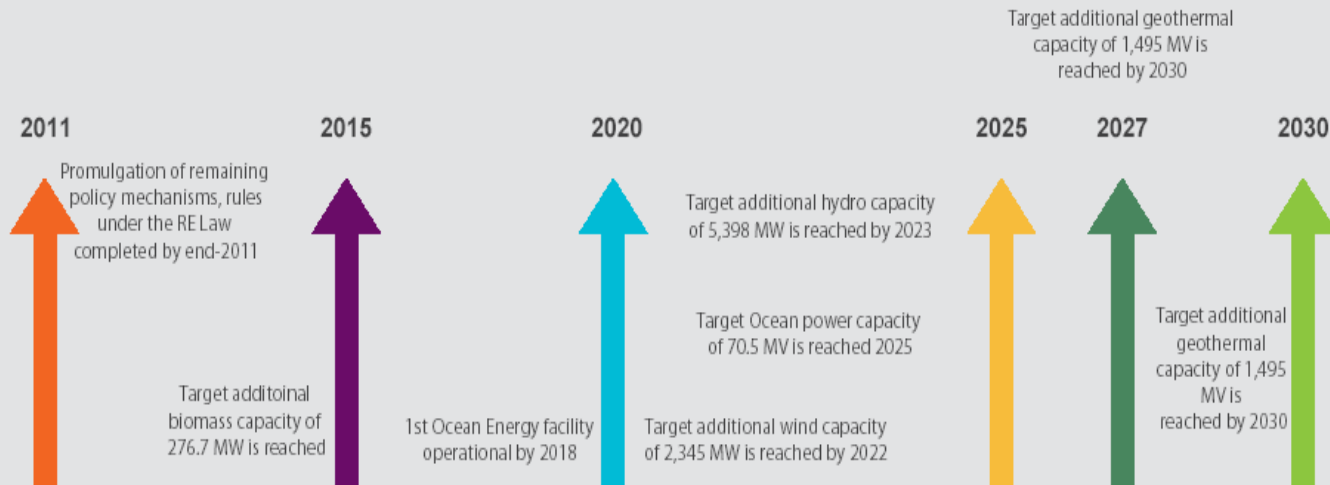 Target additional geothermal
capacity of 1,495 MV is
reached by 2030
2011
2015
2020
2025
2027
2030
Promulgation of remaining
policy mechanisms, rules
under the RE Law
completed by end-2011
Target additoinal
biomass capacity of
276.7 MW is reached
1st Ocean Energy facility
operational by 2018
Target additional hydro capacity
of 5,398 MW is reached by 2023
Target Ocean power capacity
of 70.5 MV is reached 2025
Target additional wind capacity
of 2,345 MW is reached by 2022
Target additional
geothermal
capacity of 1,495
MV is
reached by 2030